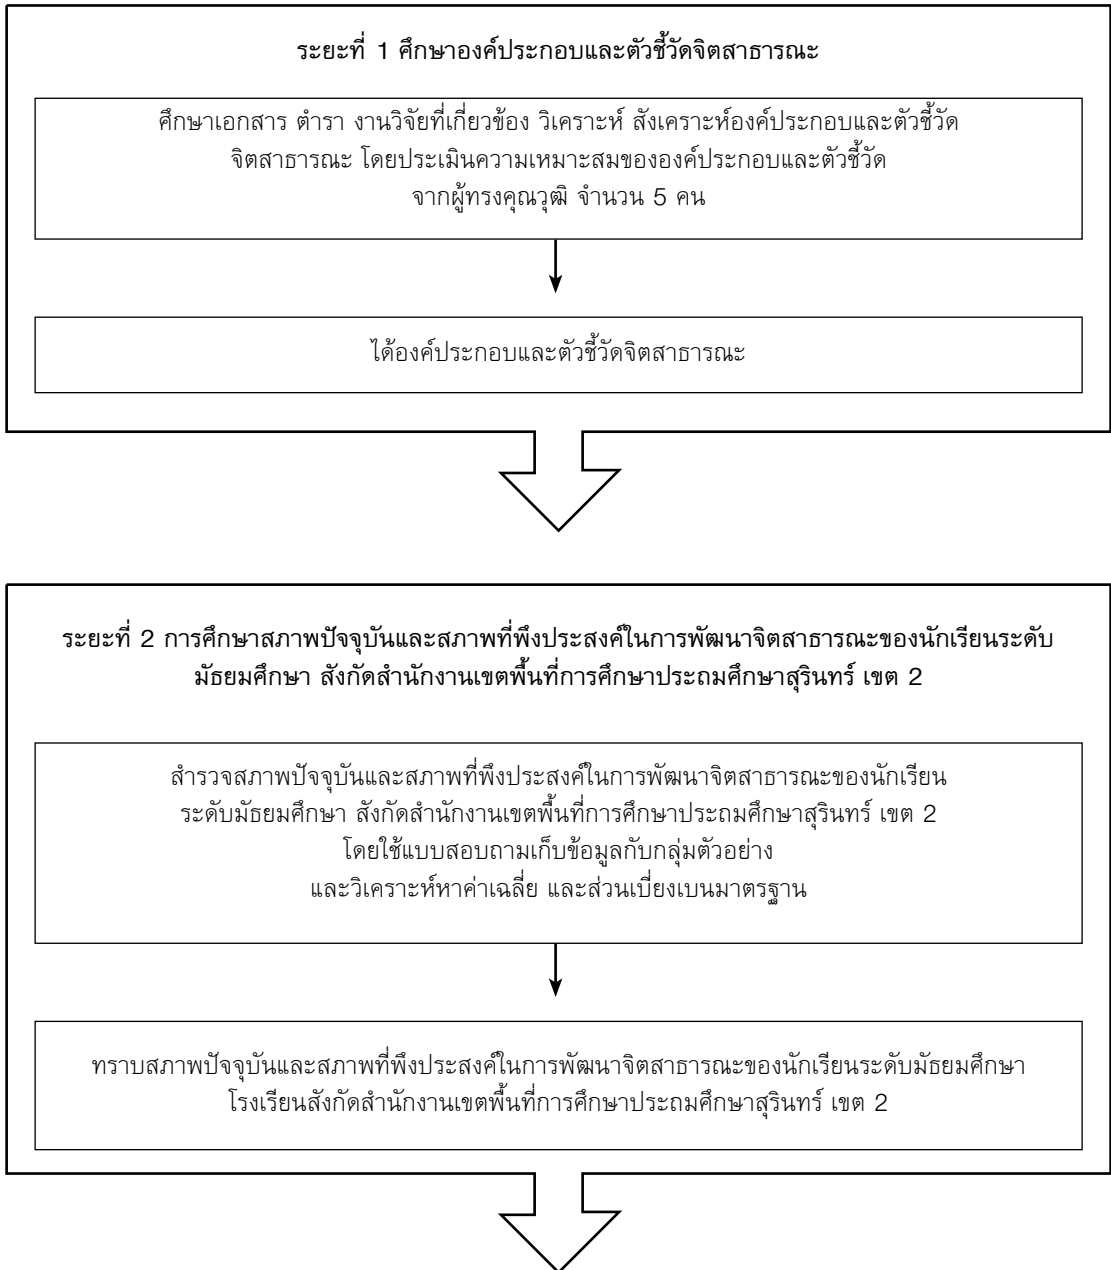 ระยะที่ 1 ศึกษาองค์ประกอบและตัวชี้วัดจิตสาธารณะ
ศึกษาเอกสาร ตำรา งานวิจัยที่เกี่ยวข้อง วิเคราะห์ สังเคราะห์องค์ประกอบและตัวชี้วัด
จิตสาธารณะ โดยประเมินความเหมาะสมขององค์ประกอบและตัวชี้วัด
จากผู้ทรงคุณวุฒิ จำนวน 5 คน
ได้องค์ประกอบและตัวชี้วัดจิตสาธารณะ
ระยะที่ 2 การศึกษาสภาพปัจจุบันและสภาพที่พึงประสงค์ในการพัฒนาจิตสาธารณะของนักเรียนระดับ
มัธยมศึกษา สังกัดสำนักงานเขตพื้นที่การศึกษาประถมศึกษาสุรินทร์ เขต 2
สำรวจสภาพปัจจุบันและสภาพที่พึงประสงค์ในการพัฒนาจิตสาธารณะของนักเรียน
ระดับมัธยมศึกษา สังกัดสำนักงานเขตพื้นที่การศึกษาประถมศึกษาสุรินทร์ เขต 2
โดยใช้แบบสอบถามเก็บข้อมูลกับกลุ่มตัวอย่าง
และวิเคราะห์หาค่าเฉลี่ย และส่วนเบี่ยงเบนมาตรฐาน
ทราบสภาพปัจจุบันและสภาพที่พึงประสงค์ในการพัฒนาจิตสาธารณะของนักเรียนระดับมัธยมศึกษา
โรงเรียนสังกัดสำนักงานเขตพื้นที่การศึกษาประถมศึกษาสุรินทร์ เขต 2